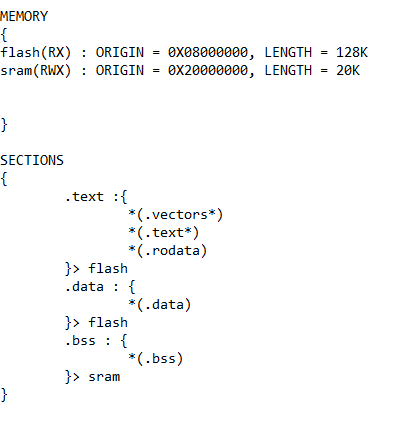 MEMORY
{
flash(RX) : ORIGIN = 0X08000000, LENGTH = 128K
sram(RWX) : ORIGIN = 0X20000000, LENGTH = 20K
}
SECTIONS
{
.text :{
*(.vectors*)
*(.text*)
*(.rodata)
}> flash
.data : {
*(.data)
}> flash
.bss : {
*(.bss)
}> sram
}